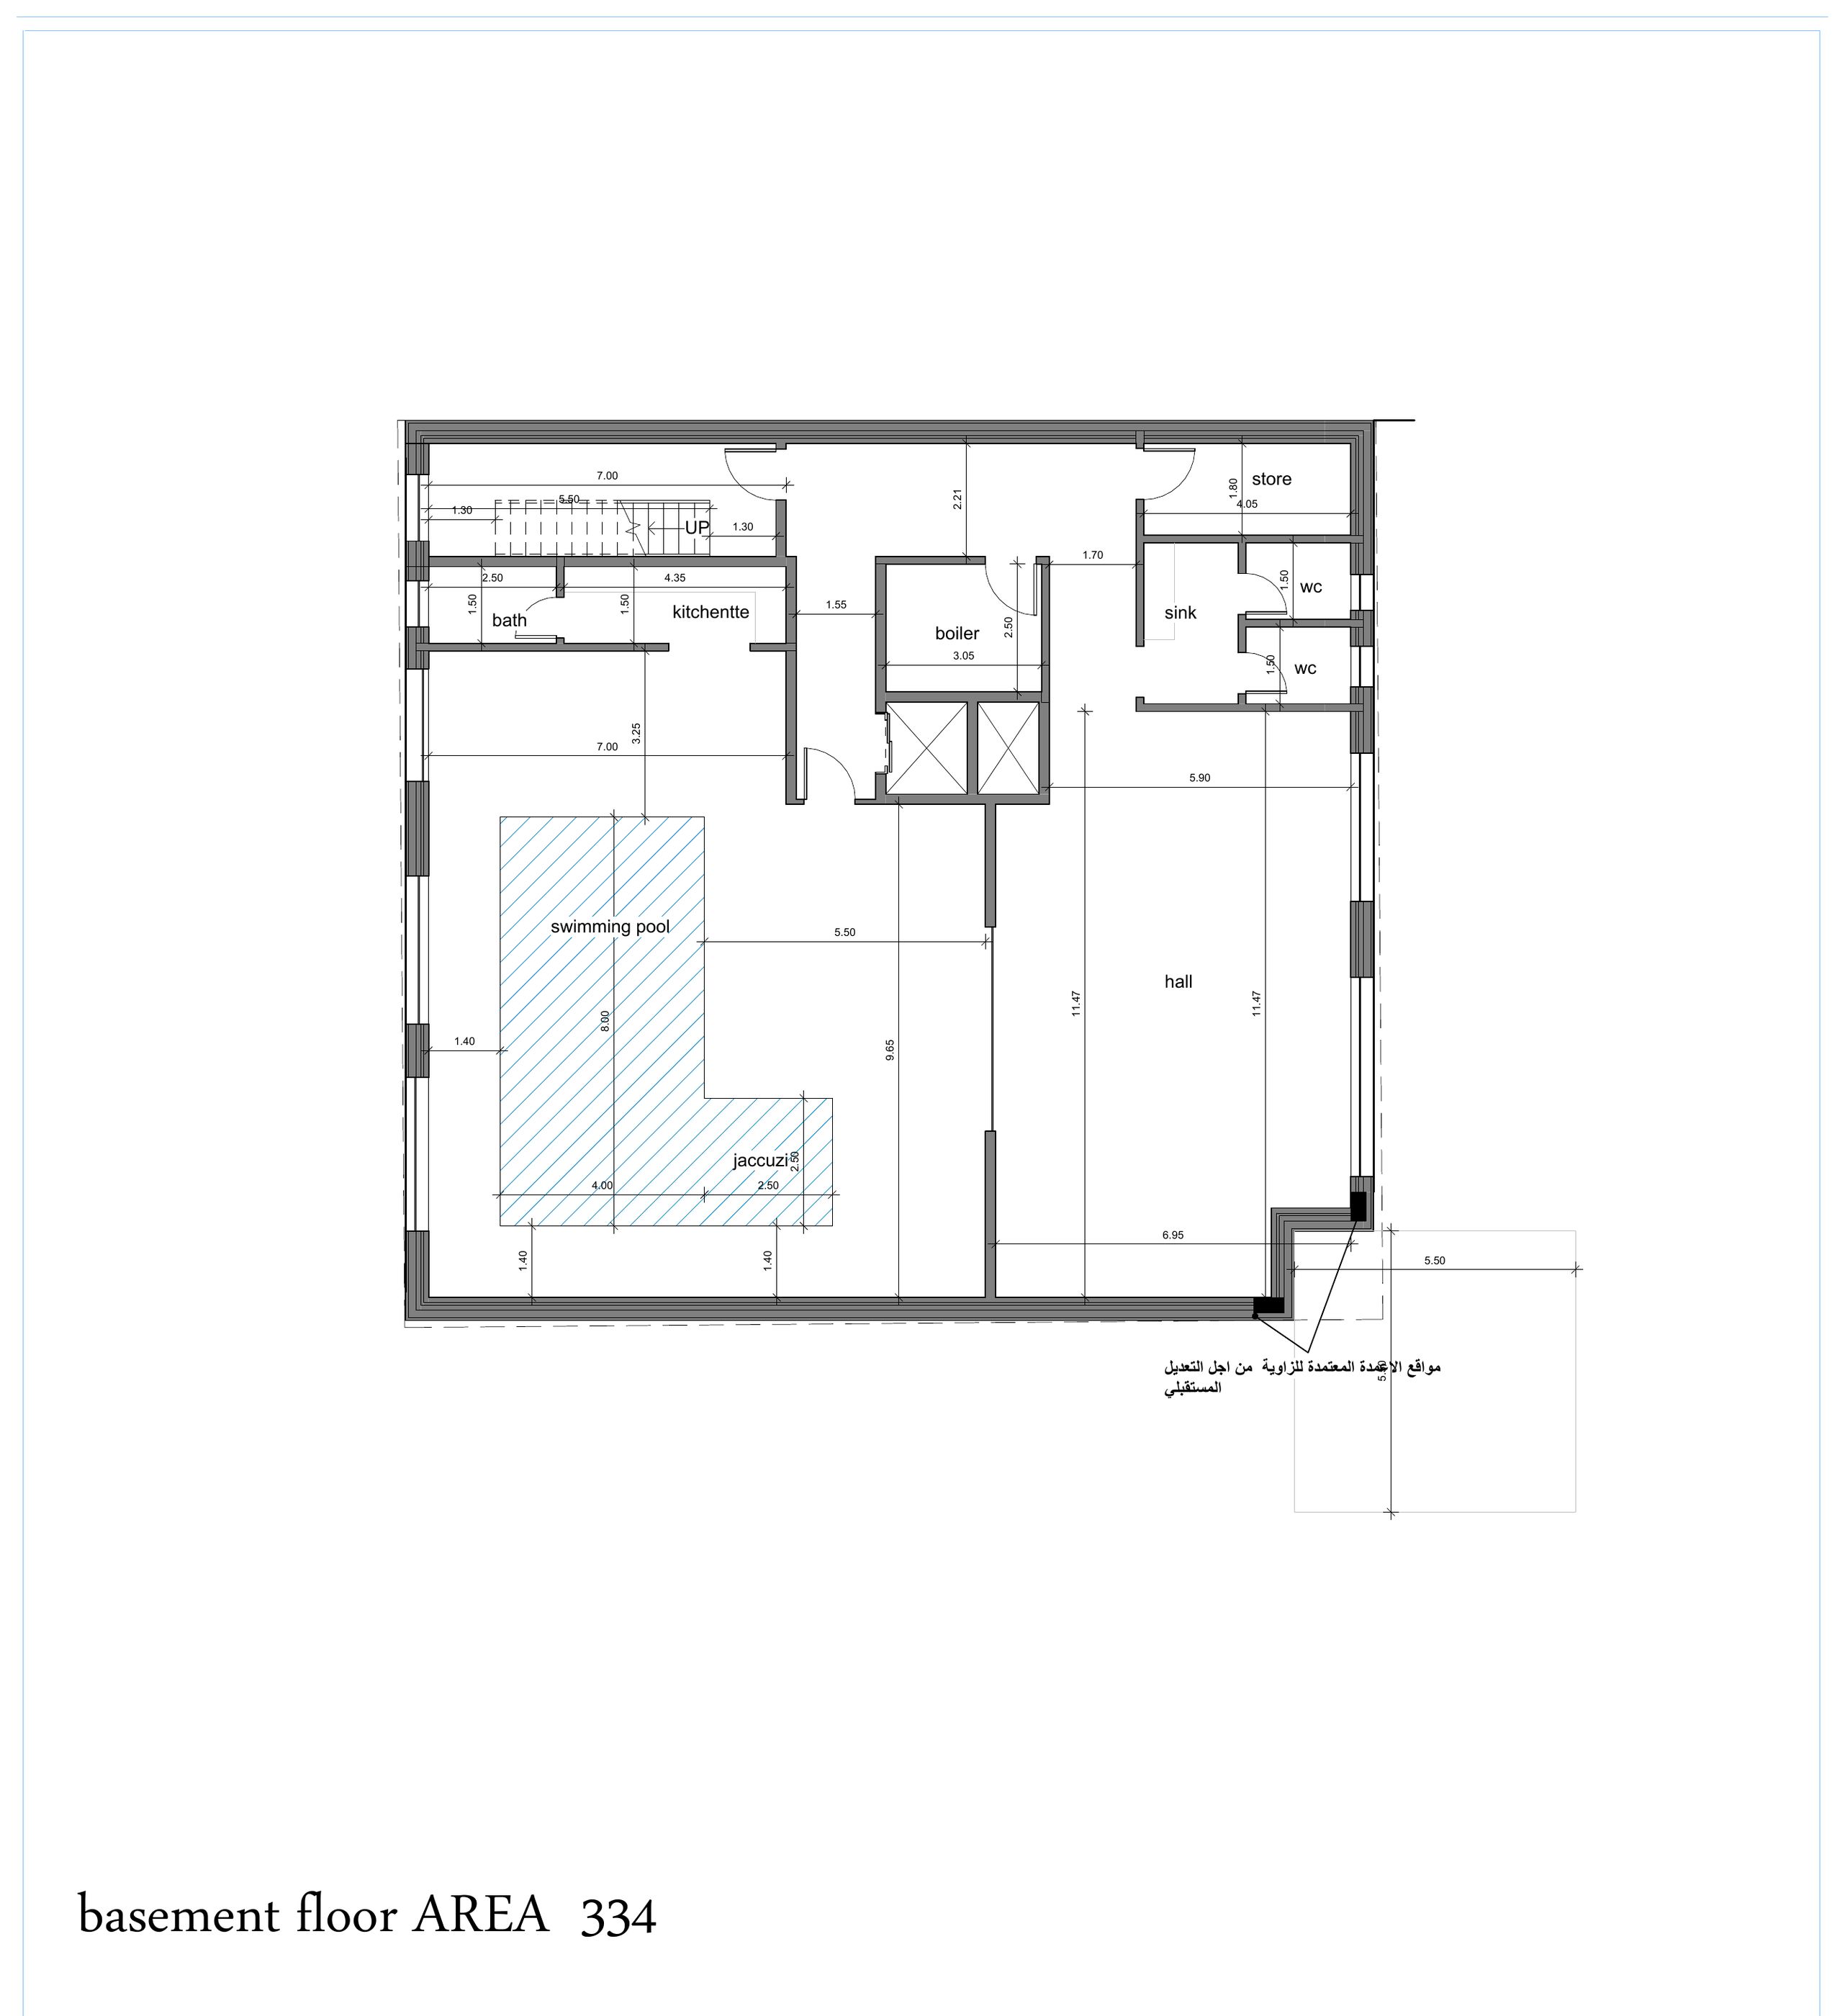 7.00
5.50
1.30
UP
1.30
2.21
1.80
store
4.05
2.50
4.35
1.50
bath
1.50
kitchentte
1.55
boiler
2.50
3.05
1.70
sink
1.50
wc
1.50
wc
3.25
7.00
5.90
swimming pool
5.50
hall
8.00
11.47
11.47
1.40
9.65
jaccuzi
2.50
4.00
2.50
6.95
1.40
1.40
5.50
مواقع الاعمدة المعتمدة للزاوية من اجل التعديل
المستقبلي
basement floor AREA 334